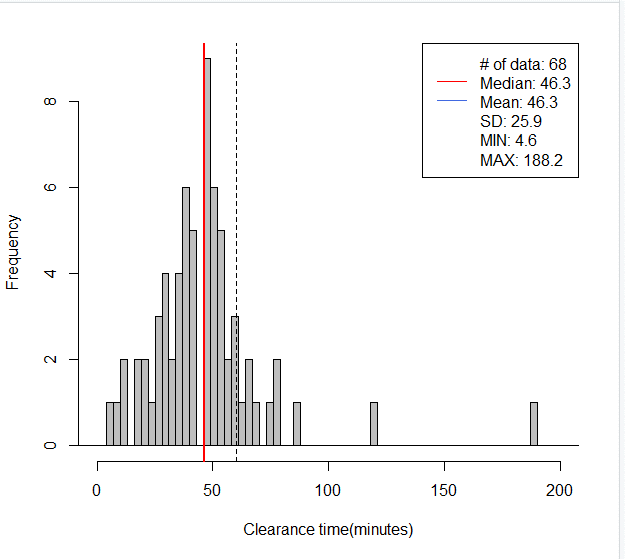 # of data: 68
Median: 46.3
Mean: 46.3
SD: 25.9
MIN: 4.6
MAX: 188.2
Frequency
8
6
4
2
0
0 50 100 150 200
Clearance time(minutes)